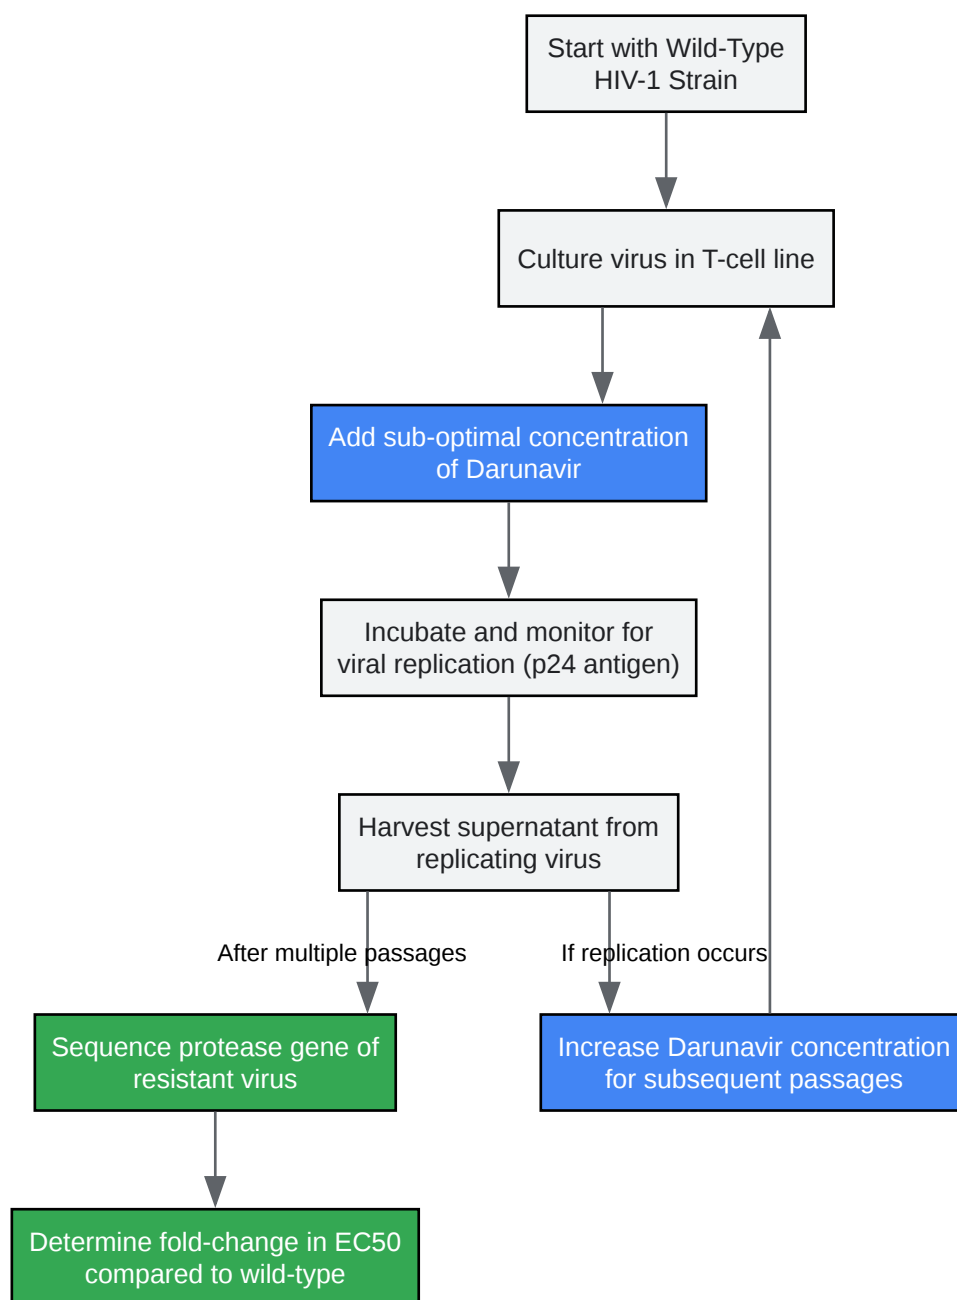 Start with Wild-Type
HIV-1 Strain
Culture virus in T-cell line
Add sub-optimal concentration
of Darunavir
Incubate and monitor for
viral replication (p24 antigen)
Harvest supernatant from
replicating virus
After multiple passages
If replication occurs
Sequence protease gene of
resistant virus
Increase Darunavir concentration
for subsequent passages
Determine fold-change in EC50
compared to wild-type